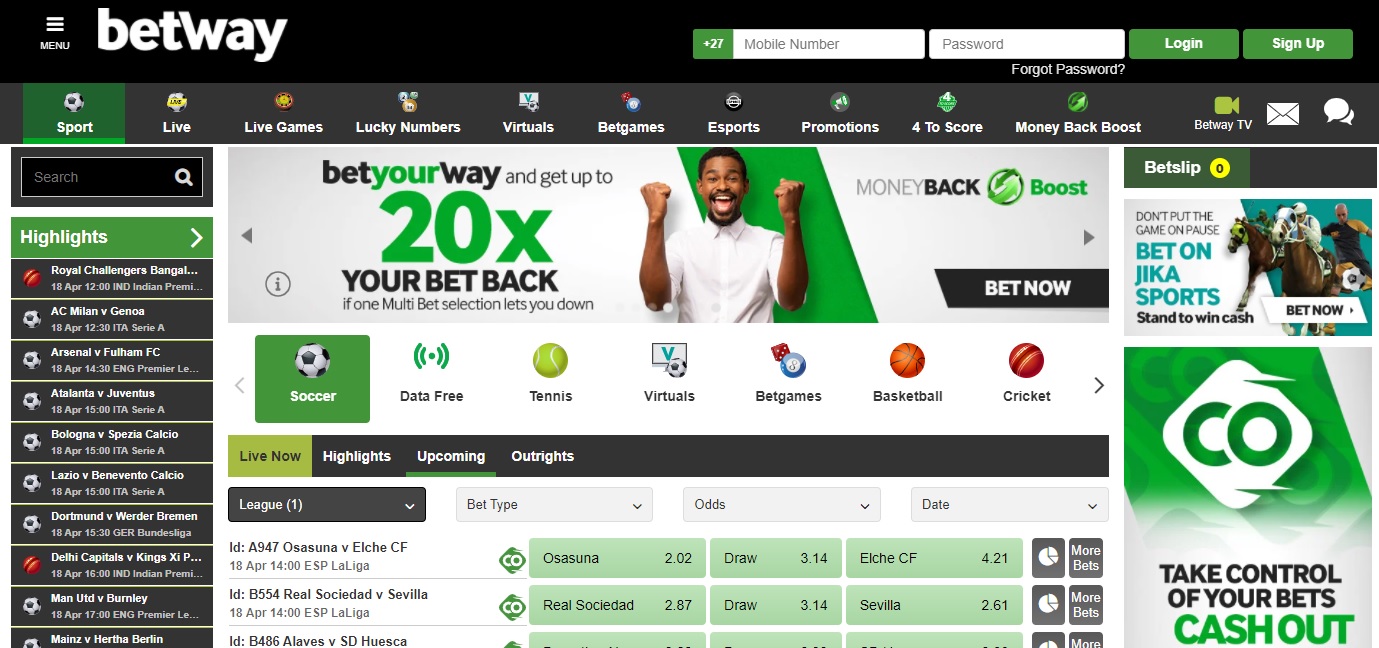 betway
MENU
+27 Mobile Number Password Login Sign Up
Forgot Password?
Sport Live Live Games Lucky Numbers Virtuals Betgames Esports Promotions 4 To Score Money Back Boost Betway TV
Search
Highlights
Royal Challengers Bangal...
18 Apr 12:00 IND Indian Premi...
AC Milan v Genoa
18 Apr 12:30 ITA Serie A
Arsenal v Fulham FC
18 Apr 14:30 ENG Premier Le...
Atalanta v Juventus
18 Apr 15:00 ITA Serie A
Bologna v Spezia Calcio
18 Apr 15:00 ITA Serie A
Lazio v Benevento Calcio
18 Apr 15:00 ITA Serie A
Dortmund v Werder Bremen
18 Apr 15:30 GER Bundesliga
Delhi Capitals v Kings Xi P...
18 Apr 16:00 IND Indian Premi...
Man Utd v Burnley
18 Apr 17:00 ENG Premier Le...
Mainz v Hertha Berlin
betyourway and get up to
20x
YOUR BET BACK
if one Multi Bet selection lets you down
MONEYBACK Boost
BET NOW
Soccer Data Free Tennis Virtuals Betgames Basketball Cricket
Live Now Highlights Upcoming Outrights
League (1) Bet Type Odds Date
Id: A947 Osasuna v Elche CF
18 Apr 14:00 ESP LaLiga
Osasuna 2.02 Draw 3.14 Elche CF 4.21 More Bets
Id: B554 Real Sociedad v Sevilla
18 Apr 14:00 ESP LaLiga
Real Sociedad 2.87 Draw 3.14 Sevilla 2.61 More Bets
Id: B486 Alaves v SD Huesca
More
Betslip 0
DON'T PUT THE
GAME ON PAUSE
BET ON
JIKA
SPORTS
Stand to win cash
BET NOW
CO
TAKE CONTROL
OF YOUR BETS
CASH OUT